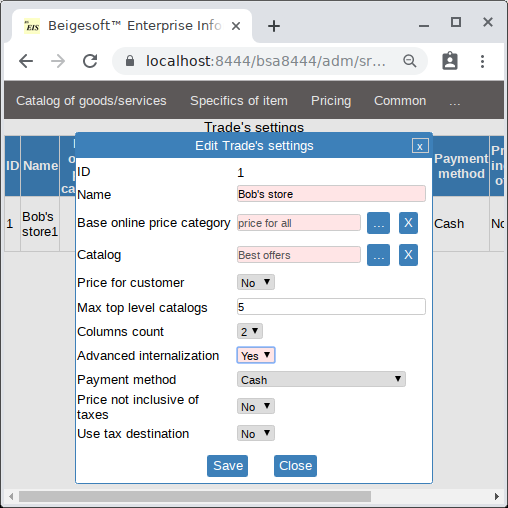 EIS
Beigesoft™ Enterprise Info
localhost:8444/bsa8444/adm/sr...
Catalog of goods/services Specifics of item Pricing Common ...
Trade's settings
ID Name Payment method
1 Bob's store1 Cash
Edit Trade's settings x
ID 1
Name Bob's store
Base online price category price for all ... X
Catalog Best offers ... X
Price for customer No
Max top level catalogs 5
Columns count 2
Advanced internalization Yes
Payment method Cash
Price not inclusive of
taxes No
Use tax destination No
Save Close